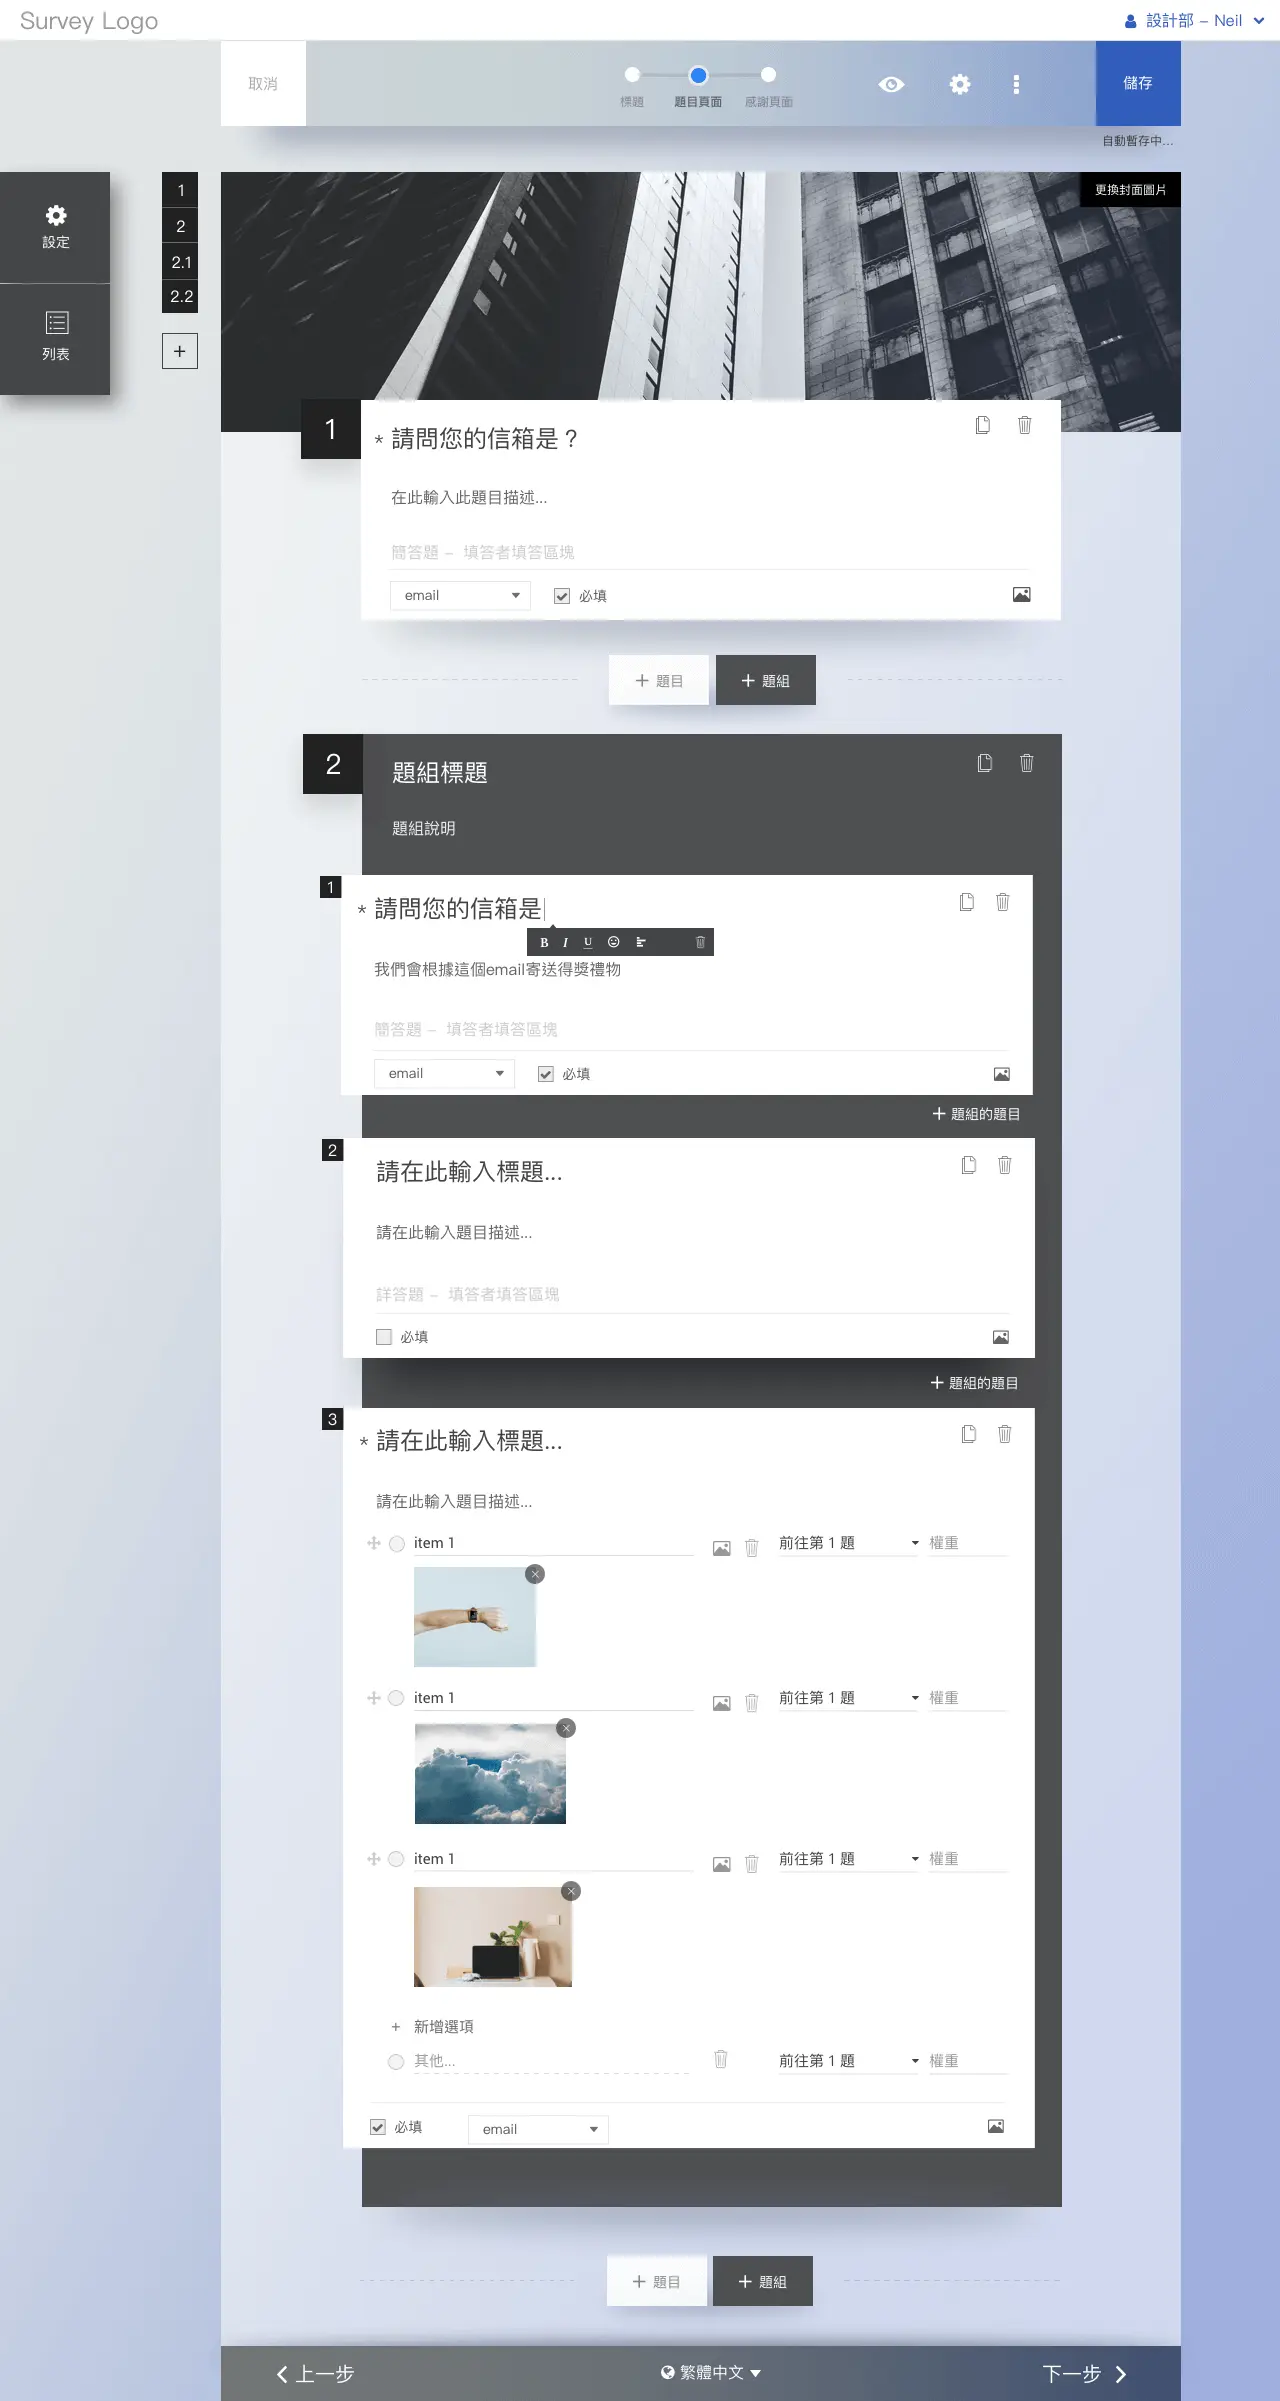 Survey Logo
設計部 – Neil
取消
標題
題目頁面
感謝頁面
儲存
自動暫存中...
設定
列表
1
2
2.1
2.2
+
更換封面圖片
1
* 請問您的信箱是？
在此輸入此題目描述...
簡答題 – 填答者填答區塊
email
必填
+ 題目
+ 題組
2
題組標題
題組說明
1
* 請問您的信箱是
B I U
我們會根據這個email寄送得獎禮物
簡答題 – 填答者填答區塊
email
必填
+ 題組的題目
2
請在此輸入標題...
請在此輸入題目描述...
詳答題 – 填答者填答區塊
必填
+ 題組的題目
3
* 請在此輸入標題...
請在此輸入題目描述...
item 1
前往第 1 題
權重
item 1
前往第 1 題
權重
item 1
前往第 1 題
權重
+ 新增選項
其他...
前往第 1 題
權重
必填
email
+ 題目
+ 題組
上一步
繁體中文
下一步